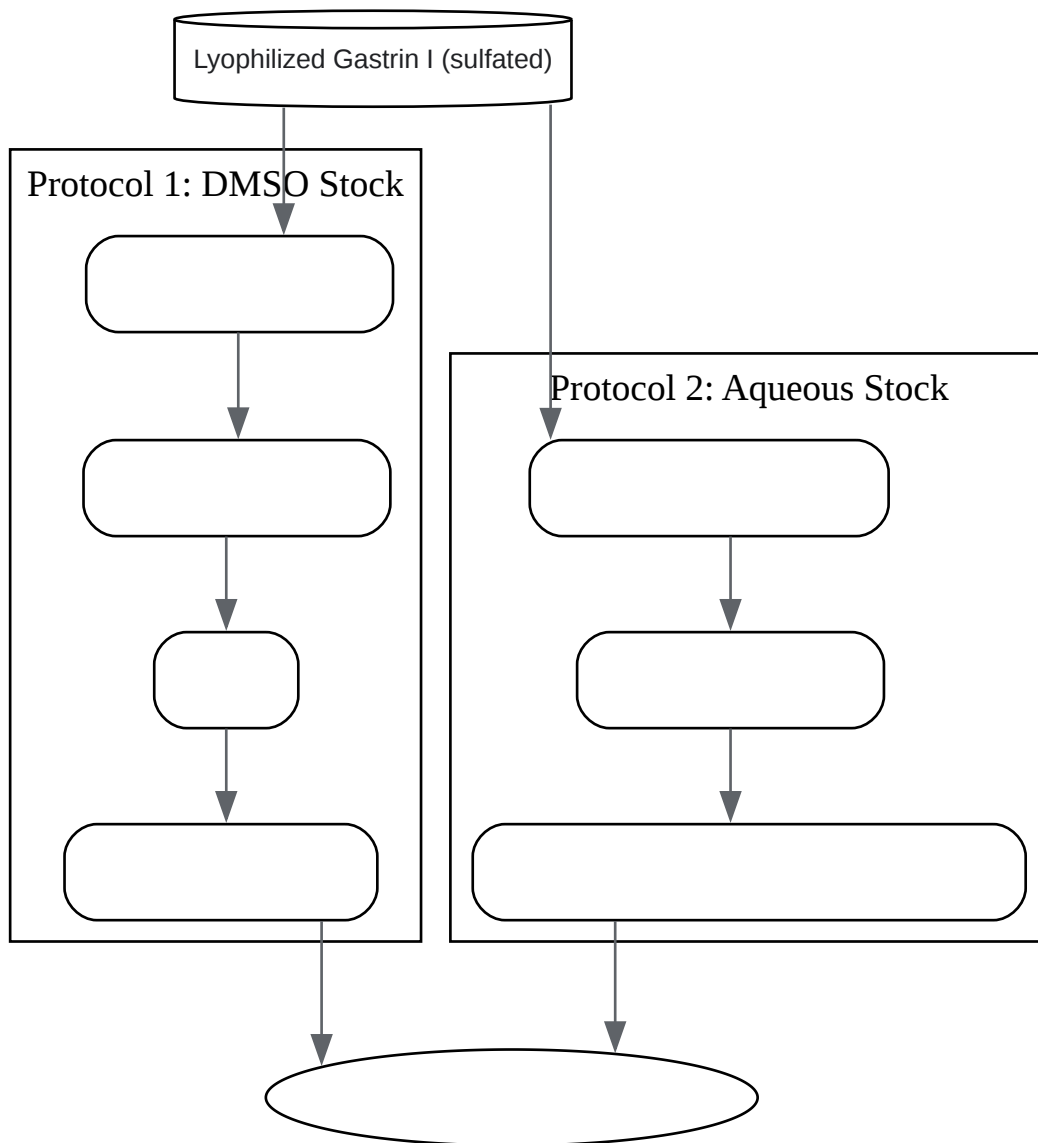 Lyophilized Gastrin I (sulfated)
Protocol 1: DMSO Stock
Protocol 2: Aqueous Stock